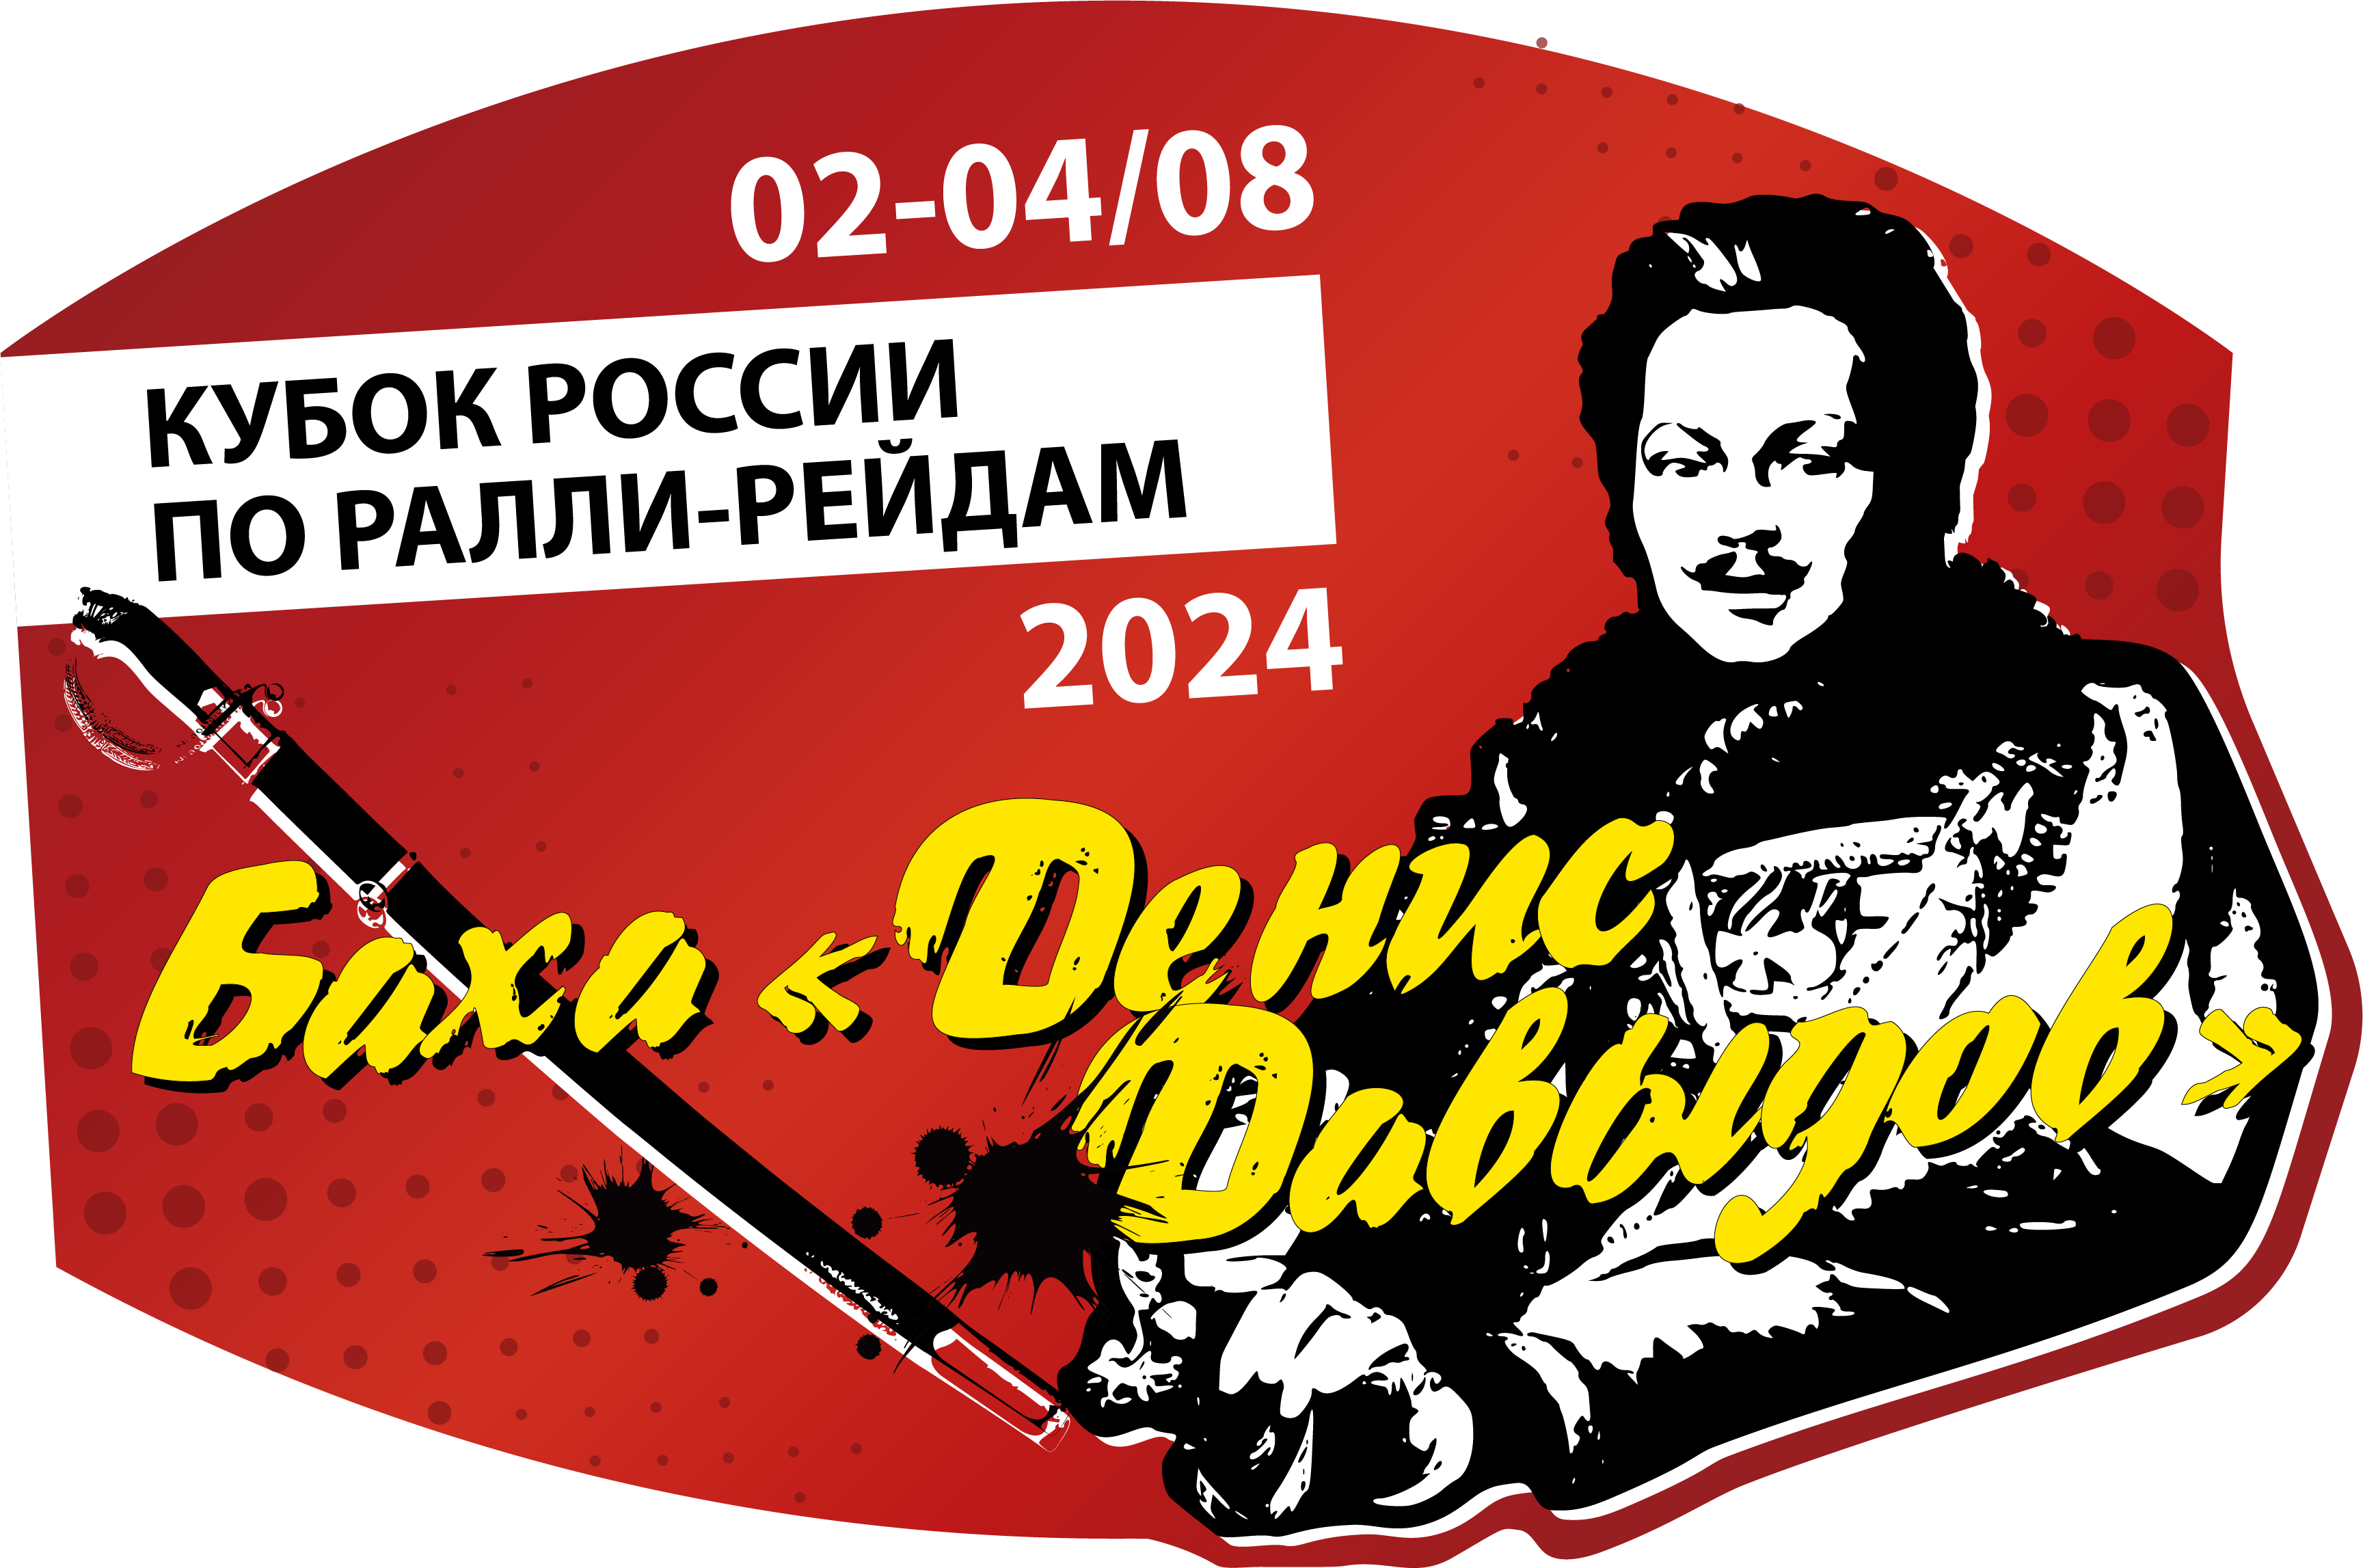 02-04/08
КУБОК РОССИИ
ПО РАЛЛИ-РЕЙДАМ
2024
Баха «Денис
Давыдов»